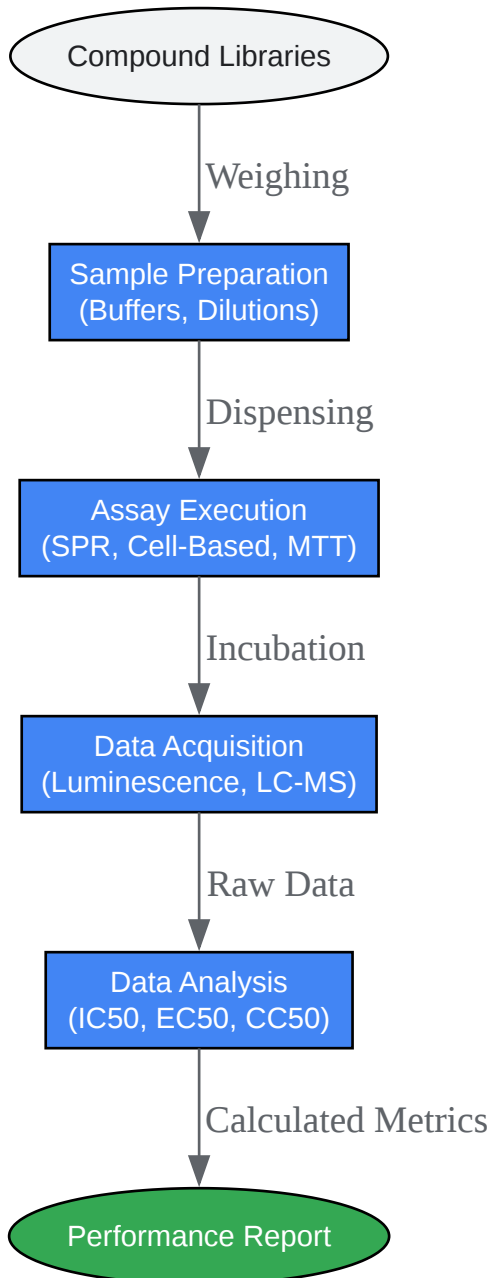 Compound Libraries
Weighing
Sample Preparation
(Buffers, Dilutions)
Dispensing
Assay Execution
(SPR, Cell-Based, MTT)
Incubation
Data Acquisition
(Luminescence, LC-MS)
Raw Data
Data Analysis
(IC50, EC50, CC50)
Calculated Metrics
Performance Report